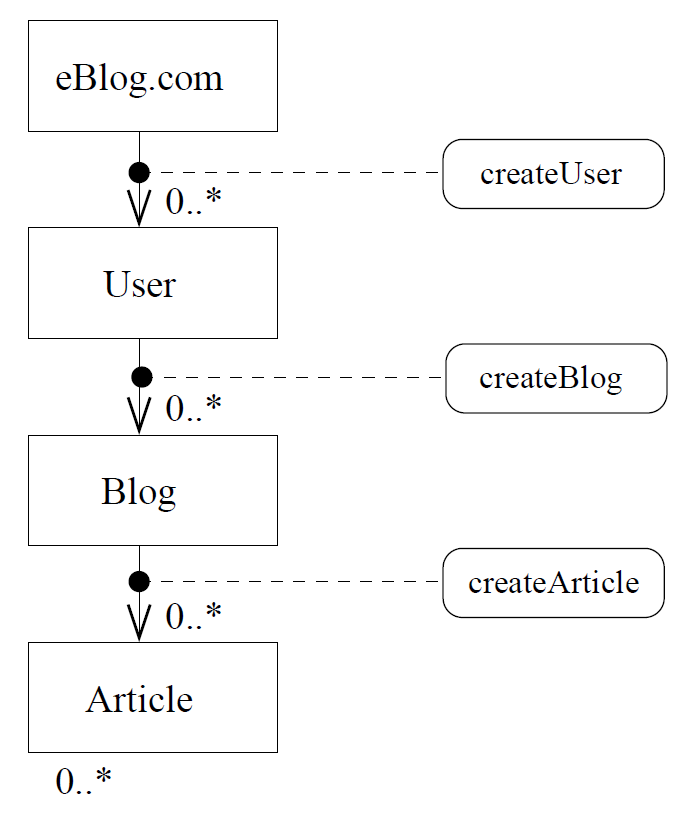 eBlog.com
createUser
0..*
User
createBlog
0..*
Blog
createArticle
0..*
Article
0..*